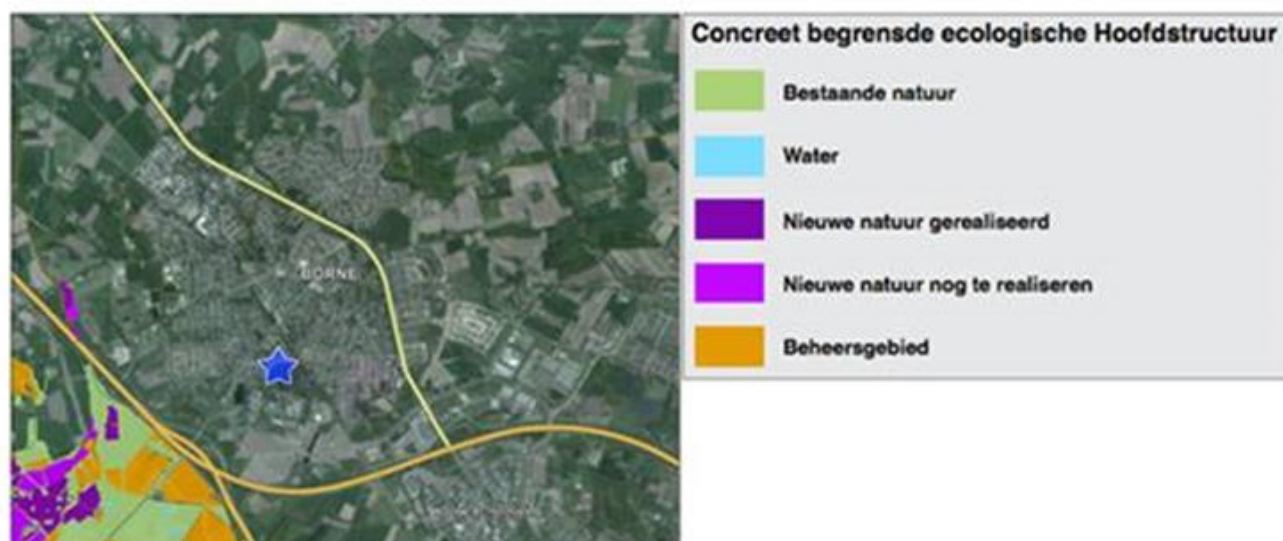 BORNE
Concreet begrensde ecologische Hoofdstructuur
Bestaande natuur
Water
Nieuwe natuur gerealiseerd
Nieuwe natuur nog te realiseren
Beheersgebied